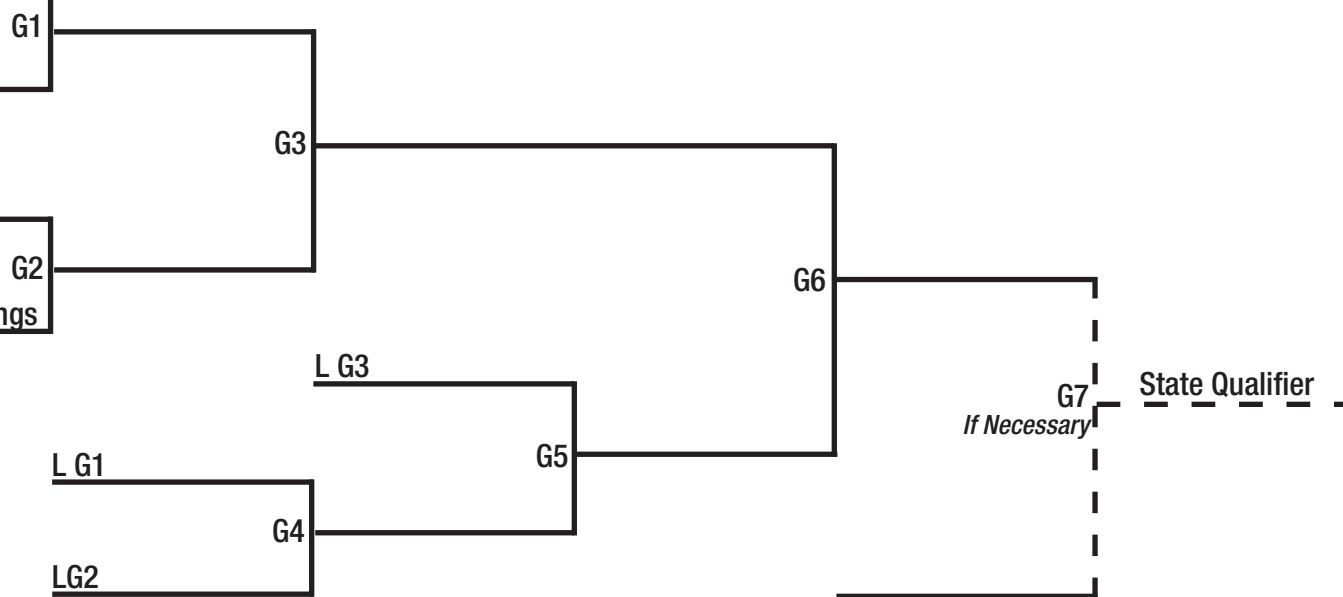 G1
G3
G2
ngs
G6
L G3
G7
State Qualifier
If Necessary
L G1
G5
G4
LG2